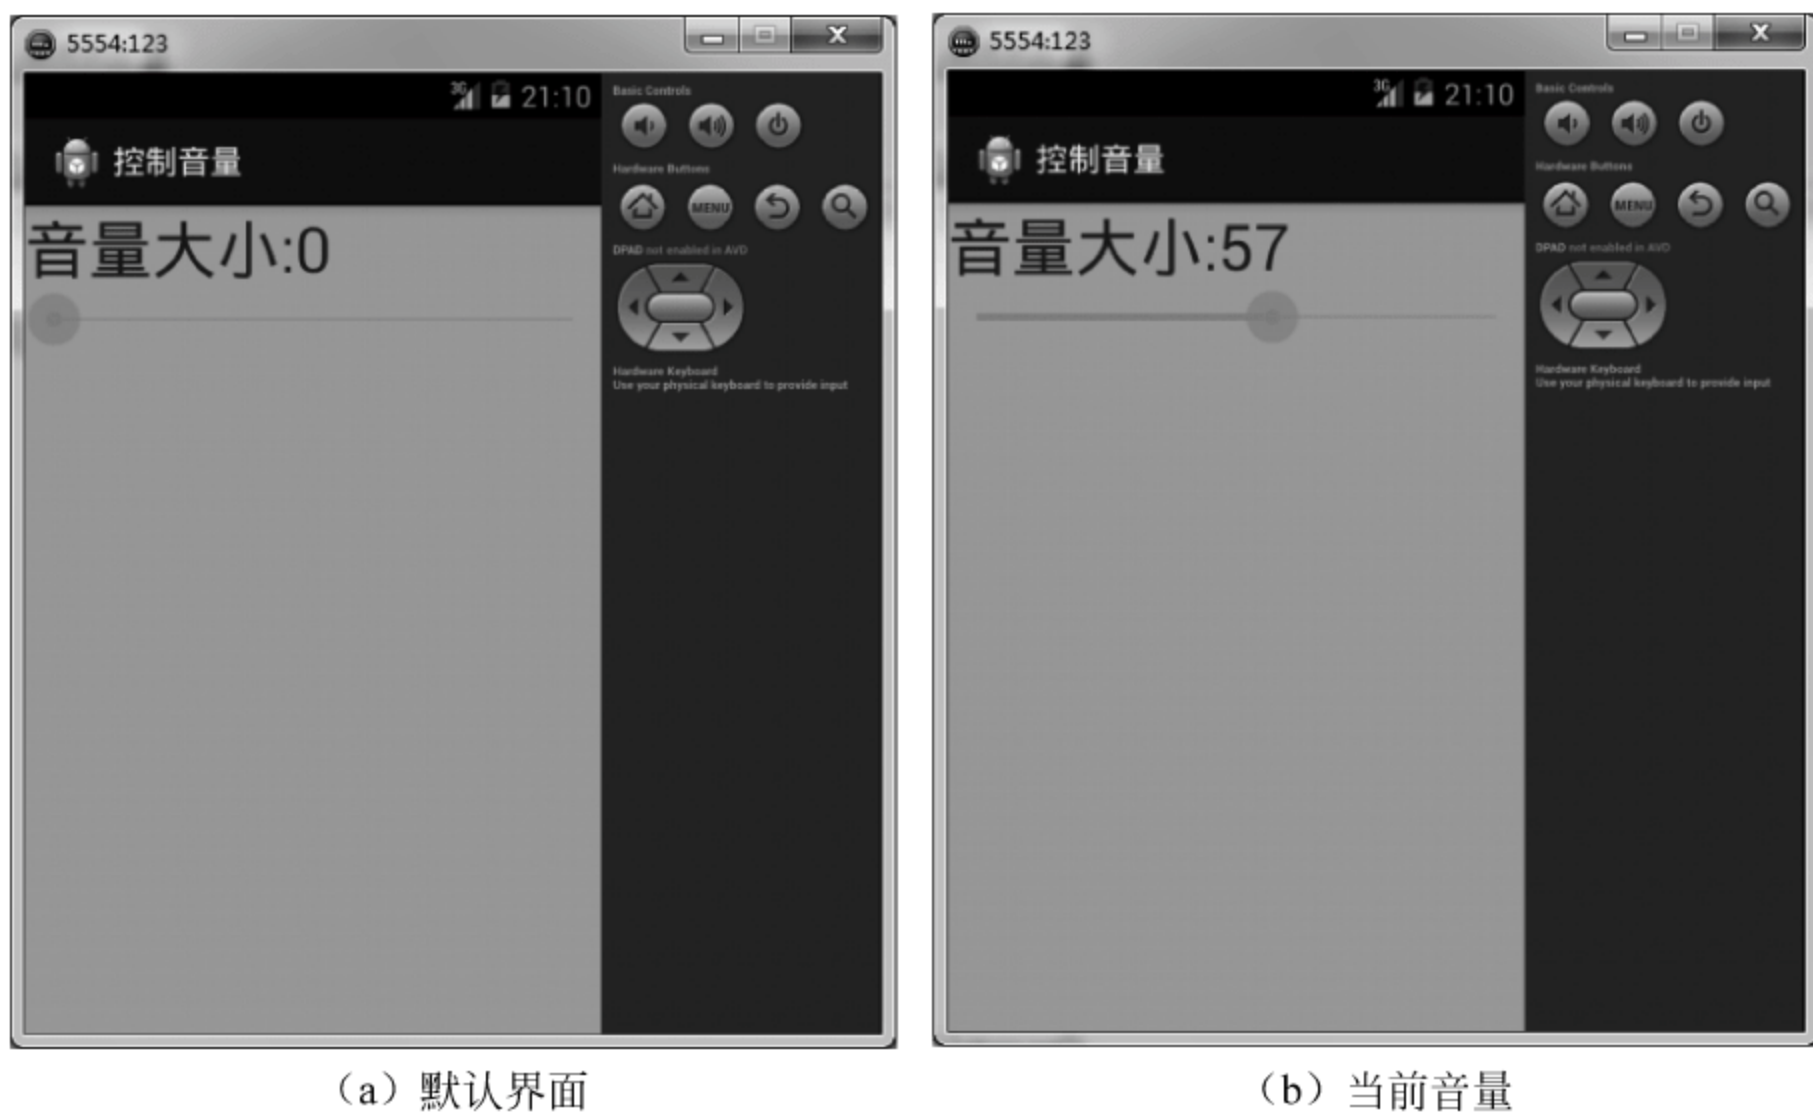 5554:123
3G 21:10
控制音量
音量大小:0
Basic Controls
Hardware Buttons
MENU
DPAD not enabled in AVD
Hardware Keyboard
Use your physical keyboard to provide input
(a) 默认界面
5554:123
3G 21:10
控制音量
音量大小:57
Basic Controls
Hardware Buttons
MENU
DPAD not enabled in AVD
Hardware Keyboard
Use your physical keyboard to provide input
(b) 当前音量